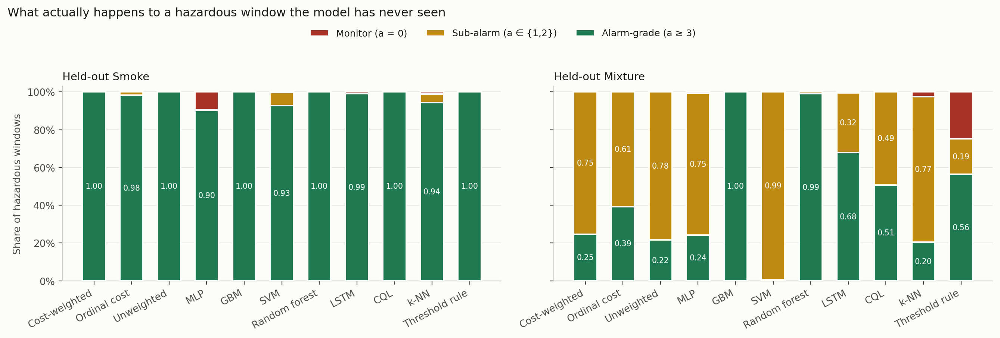 What actually happens to a hazardous window the model has never seen
Monitor (a = 0)
Sub-alarm (a ∈ {1,2})
Alarm-grade (a ≥ 3)
Held-out Smoke
Share of hazardous windows
100%
80%
60%
40%
20%
0%
1.00
0.98
1.00
0.90
1.00
0.93
1.00
0.99
1.00
0.94
1.00
Cost-weighted
Ordinal cost
Unweighted
MLP
GBM
SVM
Random forest
LSTM
CQL
k-NN
Threshold rule
Held-out Mixture
0.75
0.25
0.61
0.39
0.78
0.22
0.75
0.24
1.00
0.99
0.99
0.32
0.68
0.49
0.51
0.77
0.20
0.19
0.56
Cost-weighted
Ordinal cost
Unweighted
MLP
GBM
SVM
Random forest
LSTM
CQL
k-NN
Threshold rule